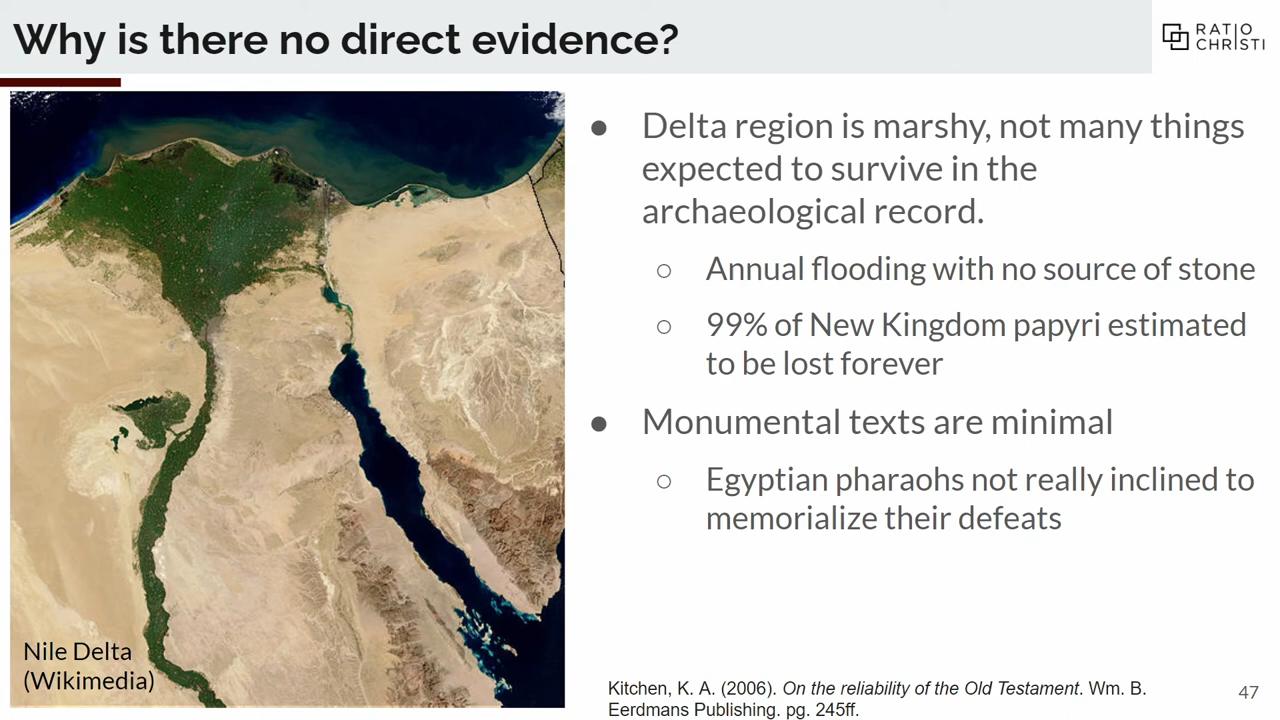 Why is there no direct evidence?
RATIO
CHRISTI
● Delta region is marshy, not many things
expected to survive in the
archaeological record.
○ Annual flooding with no source of stone
○ 99% of New Kingdom papyri estimated
to be lost forever
● Monumental texts are minimal
○ Egyptian pharaohs not really inclined to
memorialize their defeats
Nile Delta
(Wikimedia)
Kitchen, K. A. (2006). On the reliability of the Old Testament. Wm. B.
Eerdmans Publishing. pg. 245ff.
47